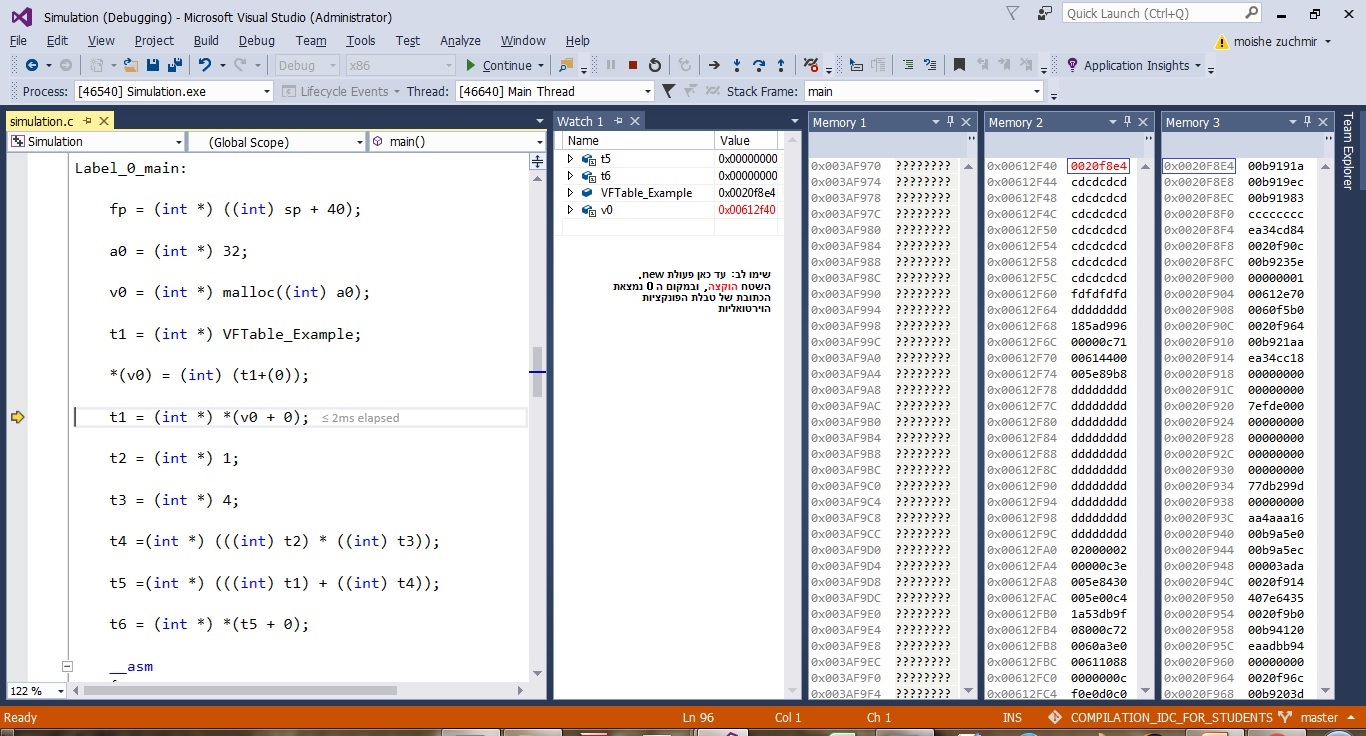 Simulation (Debugging) - Microsoft Visual Studio (Administrator)
Quick Launch (Ctrl+Q)
File Edit View Project Build Debug Team Tools Test Analyze Window Help
moishe zuchmir
Debug x86 Continue Application Insights
Process: [46540] Simulation.exe Lifecycle Events Thread: [46640] Main Thread Stack Frame: main
simulation.c
Simulation (Global Scope) main()
Label_0_main:
fp = (int *) ((int) sp + 40);
a0 = (int *) 32;
v0 = (int *) malloc((int) a0);
t1 = (int *) VFTable_Example;
*(v0) = (int) (t1+(0));
t1 = (int *) *(v0 + 0); ≤ 2ms elapsed
t2 = (int *) 1;
t3 = (int *) 4;
t4 =(int *) (((int) t2) * ((int) t3));
t5 =(int *) (((int) t1) + ((int) t4));
t6 = (int *) *(t5 + 0);
__asm
122 %
Watch 1
Name Value
t5 0x00000000
t6 0x00000000
VFTable_Example 0x0020f8e4
v0 0x00612f40
שימו לב: עד כאן פעולת new.
השטח הוקצה, ובמקום ה 0 נמצאת
הכתובת של טבלת הפונקציות
הוירטואליות
Memory 1
0x003AF970 ????????
0x003AF974 ????????
0x003AF978 ????????
0x003AF97C ????????
0x003AF980 ????????
0x003AF984 ????????
0x003AF988 ????????
0x003AF98C ????????
0x003AF990 ????????
0x003AF994 ????????
0x003AF998 ????????
0x003AF99C ????????
0x003AF9A0 ????????
0x003AF9A4 ????????
0x003AF9A8 ????????
0x003AF9AC ????????
0x003AF9B0 ????????
0x003AF9B4 ????????
0x003AF9B8 ????????
0x003AF9BC ????????
0x003AF9C0 ????????
0x003AF9C4 ????????
0x003AF9C8 ????????
0x003AF9CC ????????
0x003AF9D0 ????????
0x003AF9D4 ????????
0x003AF9D8 ????????
0x003AF9DC ????????
0x003AF9E0 ????????
0x003AF9E4 ????????
0x003AF9E8 ????????
0x003AF9EC ????????
0x003AF9F0 ????????
0x003AF9F4 ????????
Memory 2
0x00612F40 0020f8e4
0x00612F44 cdcdcdcd
0x00612F48 cdcdcdcd
0x00612F4C cdcdcdcd
0x00612F50 cdcdcdcd
0x00612F54 cdcdcdcd
0x00612F58 cdcdcdcd
0x00612F5C cdcdcdcd
0x00612F60 fdfdfdfd
0x00612F64 dddddddd
0x00612F68 185ad996
0x00612F6C 00000c71
0x00612F70 00614400
0x00612F74 005e89b8
0x00612F78 dddddddd
0x00612F7C dddddddd
0x00612F80 dddddddd
0x00612F84 dddddddd
0x00612F88 dddddddd
0x00612F8C dddddddd
0x00612F90 dddddddd
0x00612F94 dddddddd
0x00612F98 dddddddd
0x00612F9C dddddddd
0x00612FA0 02000002
0x00612FA4 00000c3e
0x00612FA8 005e8430
0x00612FAC 005e00c4
0x00612FB0 1a53db9f
0x00612FB4 08000c72
0x00612FB8 0060a3e0
0x00612FBC 00611088
0x00612FC0 0000000c
0x00612FC4 f0e0d0c0
Memory 3
0x0020F8E4 00b9191a
0x0020F8E8 00b919ec
0x0020F8EC 00b91983
0x0020F8F0 cccccccc
0x0020F8F4 ea34cd84
0x0020F8F8 0020f90c
0x0020F8FC 00b9235e
0x0020F900 00000001
0x0020F904 00612e70
0x0020F908 0060f5b0
0x0020F90C 0020f964
0x0020F910 00b921aa
0x0020F914 ea34cc18
0x0020F918 00000000
0x0020F91C 00000000
0x0020F920 7efde000
0x0020F924 00000000
0x0020F928 00000000
0x0020F92C 00000000
0x0020F930 00000000
0x0020F934 77db299d
0x0020F938 00000000
0x0020F93C aa4aaa16
0x0020F940 00b9a5e0
0x0020F944 00b9a5ec
0x0020F948 00003ada
0x0020F94C 0020f914
0x0020F950 407e6435
0x0020F954 0020f9b0
0x0020F958 00b94120
0x0020F95C eaadbb94
0x0020F960 00000000
0x0020F964 0020f96c
0x0020F968 00b9203d
Team Explorer
Ready Ln 96 Col 1 Ch 1 INS COMPILATION_IDC_FOR_STUDENTS master